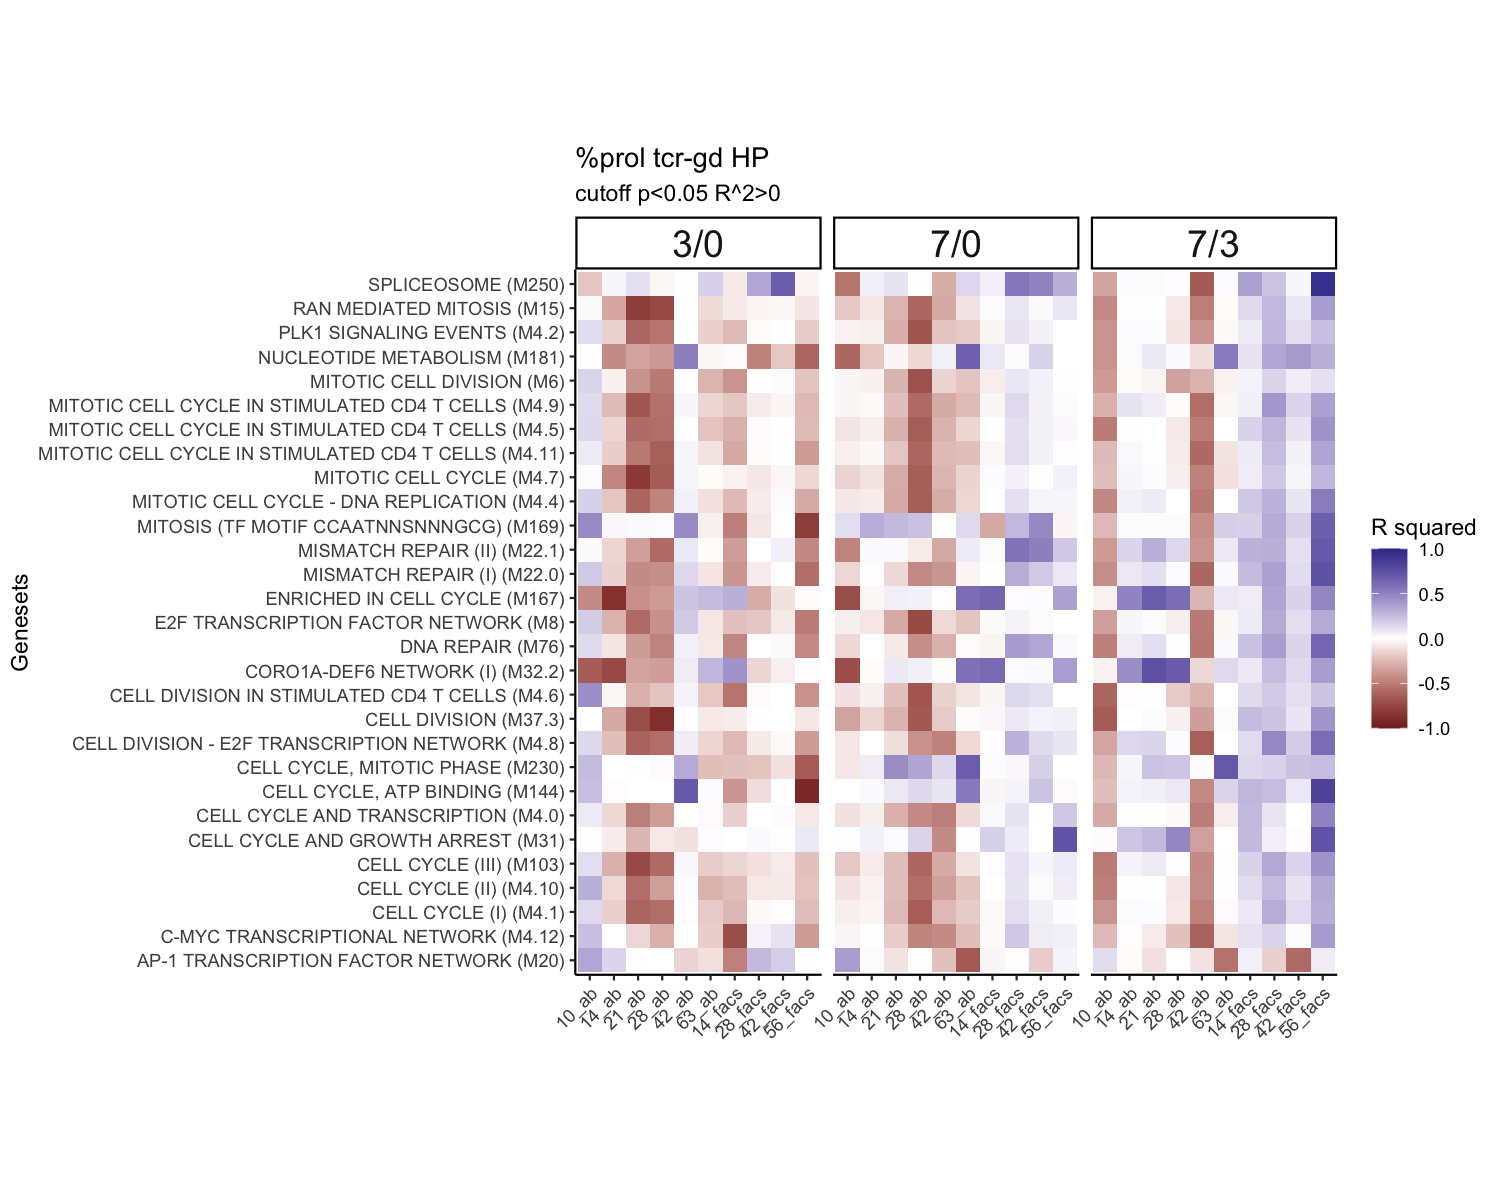 %prol tcr-gd HP
cutoff p<0.05 R^2>0
3/0
7/0
7/3
Genesets
SPLICEOSOME (M250)
RAN MEDIATED MITOSIS (M15)
PLK1 SIGNALING EVENTS (M4.2)
NUCLEOTIDE METABOLISM (M181)
MITOTIC CELL DIVISION (M6)
MITOTIC CELL CYCLE IN STIMULATED CD4 T CELLS (M4.9)
MITOTIC CELL CYCLE IN STIMULATED CD4 T CELLS (M4.5)
MITOTIC CELL CYCLE IN STIMULATED CD4 T CELLS (M4.11)
MITOTIC CELL CYCLE (M4.7)
MITOTIC CELL CYCLE - DNA REPLICATION (M4.4)
MITOSIS (TF MOTIF CCAATNNSNNNGCG) (M169)
MISMATCH REPAIR (II) (M22.1)
MISMATCH REPAIR (I) (M22.0)
ENRICHED IN CELL CYCLE (M167)
E2F TRANSCRIPTION FACTOR NETWORK (M8)
DNA REPAIR (M76)
CORO1A-DEF6 NETWORK (I) (M32.2)
CELL DIVISION IN STIMULATED CD4 T CELLS (M4.6)
CELL DIVISION (M37.3)
CELL DIVISION - E2F TRANSCRIPTION NETWORK (M4.8)
CELL CYCLE, MITOTIC PHASE (M230)
CELL CYCLE, ATP BINDING (M144)
CELL CYCLE AND TRANSCRIPTION (M4.0)
CELL CYCLE AND GROWTH ARREST (M31)
CELL CYCLE (III) (M103)
CELL CYCLE (II) (M4.10)
CELL CYCLE (I) (M4.1)
C-MYC TRANSCRIPTIONAL NETWORK (M4.12)
AP-1 TRANSCRIPTION FACTOR NETWORK (M20)
10_ab
14_ab
21_ab
28_ab
42_ab
63_ab
14_facs
28_facs
42_facs
56_facs
10_ab
14_ab
21_ab
28_ab
42_ab
63_ab
14_facs
28_facs
42_facs
56_facs
10_ab
14_ab
21_ab
28_ab
42_ab
63_ab
14_facs
28_facs
42_facs
56_facs
R squared
1.0
0.5
0.0
-0.5
-1.0